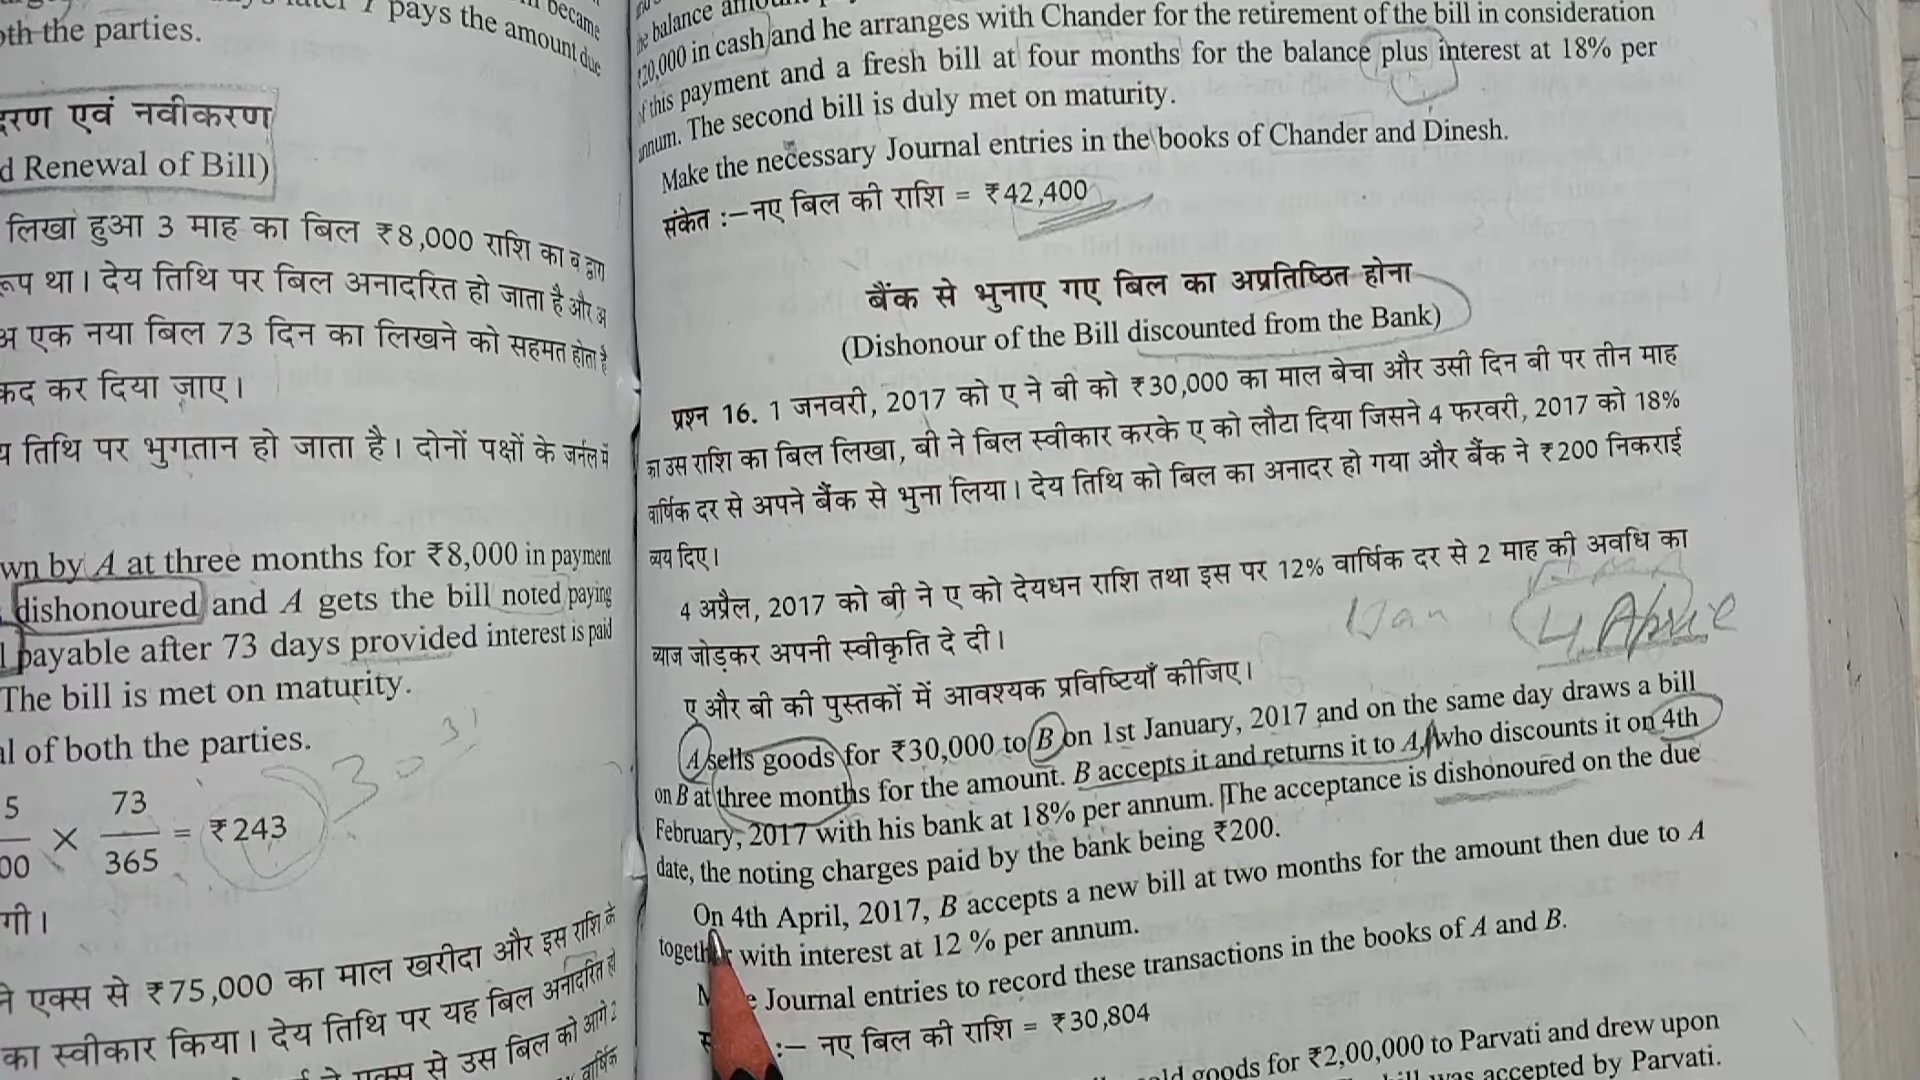 pays the amount due
became
oth the parties.
रण एवं नवीकरण
d Renewal of Bill)
लिखा हुआ 3 माह का बिल ₹8,000 राशि का ब द्वारा
रूप था। देय तिथि पर बिल अनादरित हो जाता है और अ
अ एक नया बिल 73 दिन का लिखने को सहमत होता है
कद कर दिया जाए।
य तिथि पर भुगतान हो जाता है। दोनों पक्षों के जर्नल में
wn by A at three months for ₹8,000 in payment
dishonoured and A gets the bill noted paying
payable after 73 days provided interest is paid
The bill is met on maturity.
al of both the parties.
5
00 × 73
365 = ₹243
30 31
गी।
ने एक्स से ₹75,000 का माल खरीदा और इस राशि के
का स्वीकार किया। देय तिथि पर यह बिल अनादरित हो
से उस बिल को आगे 2
वार्षिक
balance
₹20,000 in cash and he arranges with Chander for the retirement of the bill in consideration
of this payment and a fresh bill at four months for the balance plus interest at 18% per
annum. The second bill is duly met on maturity.
Make the necessary Journal entries in the books of Chander and Dinesh.
संकेत :– नए बिल की राशि = ₹42,400
बैंक से भुनाए गए बिल का अप्रतिष्ठित होना
(Dishonour of the Bill discounted from the Bank)
प्रश्न 16. 1 जनवरी, 2017 को ए ने बी को ₹30,000 का माल बेचा और उसी दिन बी पर तीन माह
का उस राशि का बिल लिखा, बी ने बिल स्वीकार करके ए को लौटा दिया जिसने 4 फरवरी, 2017 को 18%
वार्षिक दर से अपने बैंक से भुना लिया। देय तिथि को बिल का अनादर हो गया और बैंक ने ₹200 निकराई
व्यय दिए।
4 अप्रैल, 2017 को बी ने ए को देयधन राशि तथा इस पर 12% वार्षिक दर से 2 माह की अवधि का
व्याज जोड़कर अपनी स्वीकृति दे दी।
1 Jan 4 April
ए और बी की पुस्तकों में आवश्यक प्रविष्टियाँ कीजिए।
A sells goods for ₹30,000 to B on 1st January, 2017 and on the same day draws a bill
on B at three months for the amount. B accepts it and returns it to A, who discounts it on 4th
February, 2017 with his bank at 18% per annum. The acceptance is dishonoured on the due
date, the noting charges paid by the bank being ₹200.
On 4th April, 2017, B accepts a new bill at two months for the amount then due to A
together with interest at 12 % per annum.
Journal entries to record these transactions in the books of A and B.
:– नए बिल की राशि = ₹30,804
goods for ₹2,00,000 to Parvati and drew upon
was accepted by Parvati.